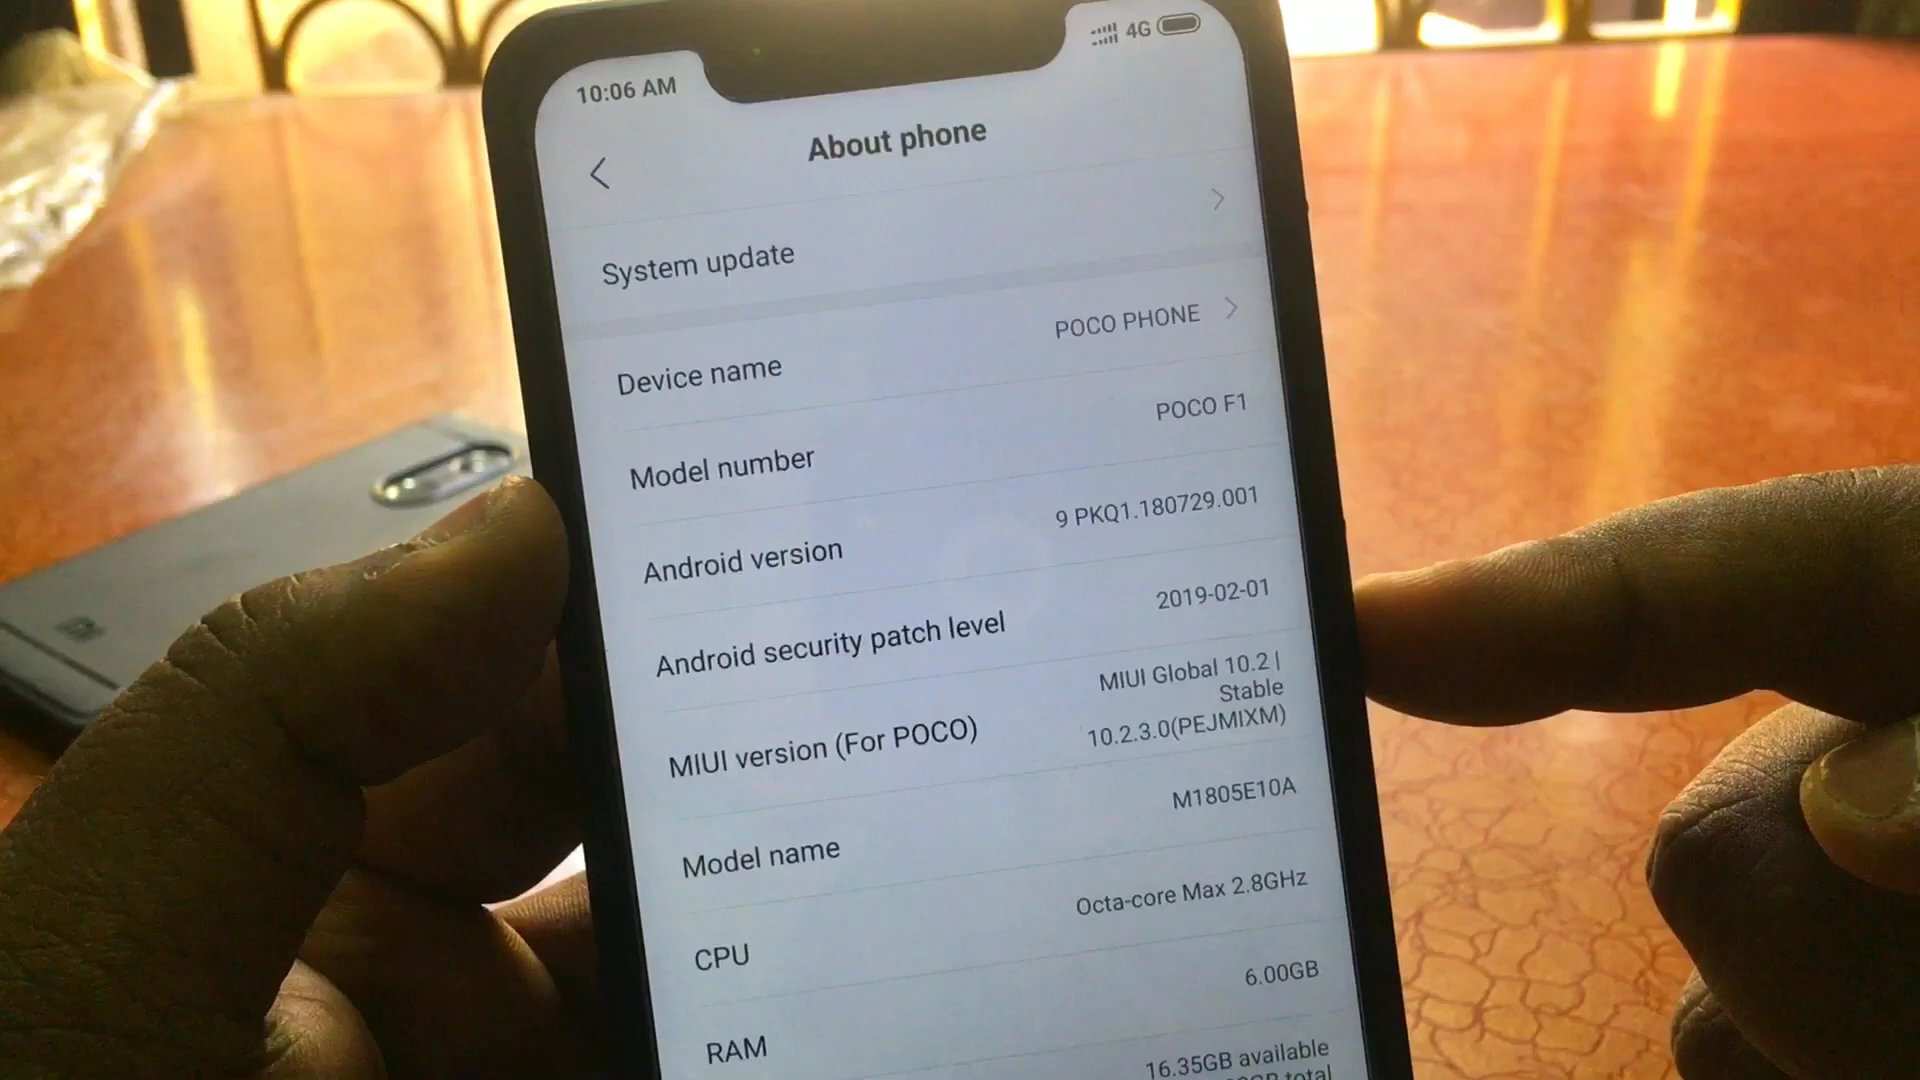 10:06 AM
4G
About phone
System update
Device name
POCO PHONE
Model number
POCO F1
Android version
9 PKQ1.180729.001
Android security patch level
2019-02-01
MIUI version (For POCO)
MIUI Global 10.2 |
Stable
10.2.3.0(PEJMIXM)
Model name
M1805E10A
CPU
Octa-core Max 2.8GHz
RAM
6.00GB
16.35GB available
total